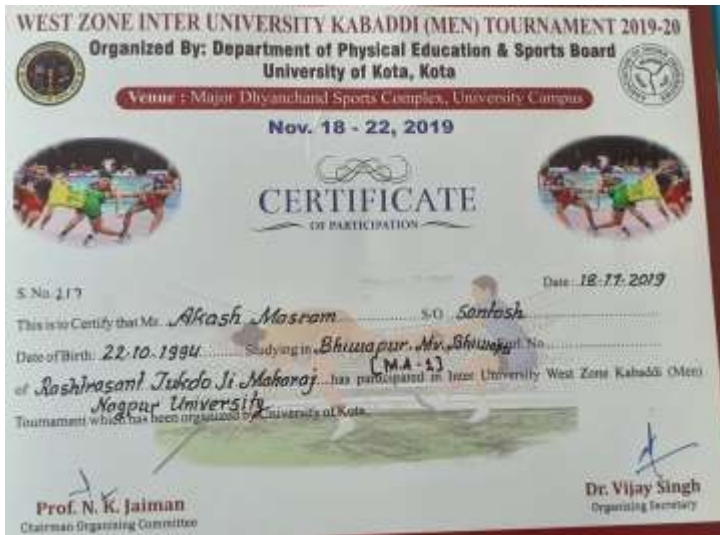 WEST ZONE INTER UNIVERSITY KABADDI (MEN) TOURNAMENT 2019-20
Organized By: Department of Physical Education & Sports Board
University of Kota, Kota
Venue : Major Dhyanchand Sports Complex, University Campus
Nov. 18 - 22, 2019
CERTIFICATE
OF PARTICIPATION
S. No. 217
Date : 18-11-2019
This is to Certify that Mr. Akash Masram S/O Santosh
Date of Birth: 22-10-1994 Studying in Bhiwapur Mv. No.
[M.A-1]
of Rashtrasant Tukdo Ji Maharaj has participated in Inter University West Zone Kabaddi (Men)
Nagpur University
Tournament which has been organized by University of Kota.
Prof. N. K. Jaiman
Chairman Organising Committee
Dr. Vijay Singh
Organising Secretary